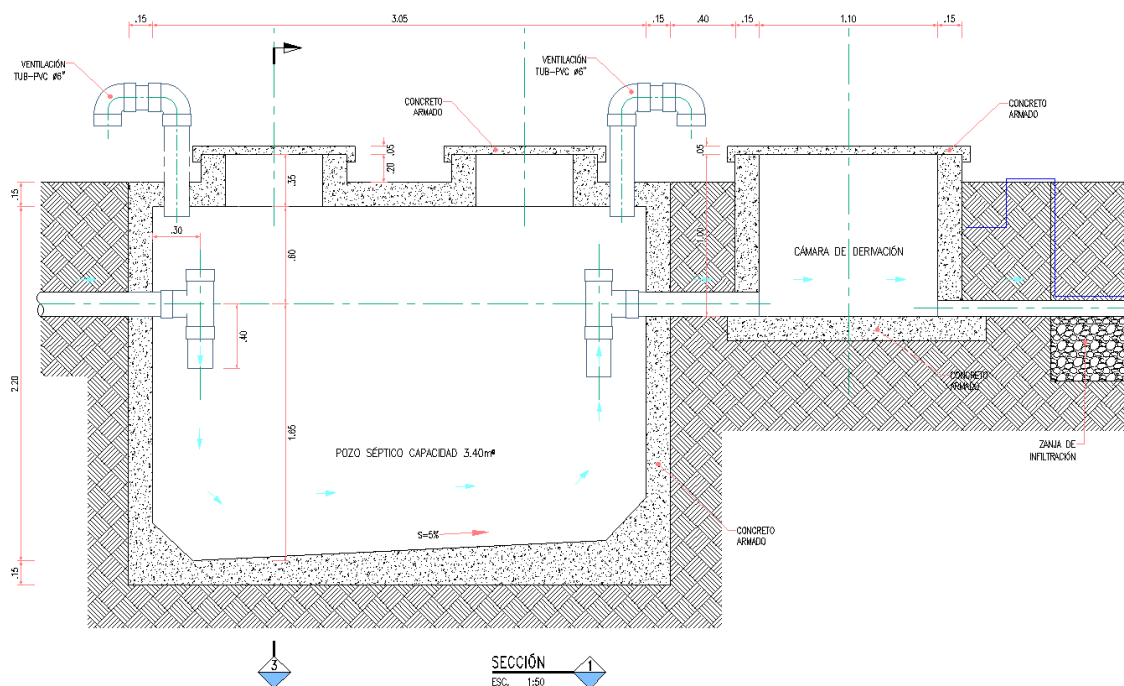 .15
3.05
.15
.40
.15
1.10
.15
VENTILACIÓN
TUB-PVC Ø6"
VENTILACIÓN
TUB-PVC Ø6"
CONCRETO
ARMADO
CONCRETO
ARMADO
.05
.20
.35
.05
.15
.30
.60
1.00
CÁMARA DE DERIVACIÓN
.40
2.20
1.65
CONCRETO
ARMADO
POZO SÉPTICO CAPACIDAD 3.40m³
ZANJA DE
INFILTRACIÓN
S=5%
CONCRETO
ARMADO
.15
3
SECCIÓN
1
ESC. 1:50